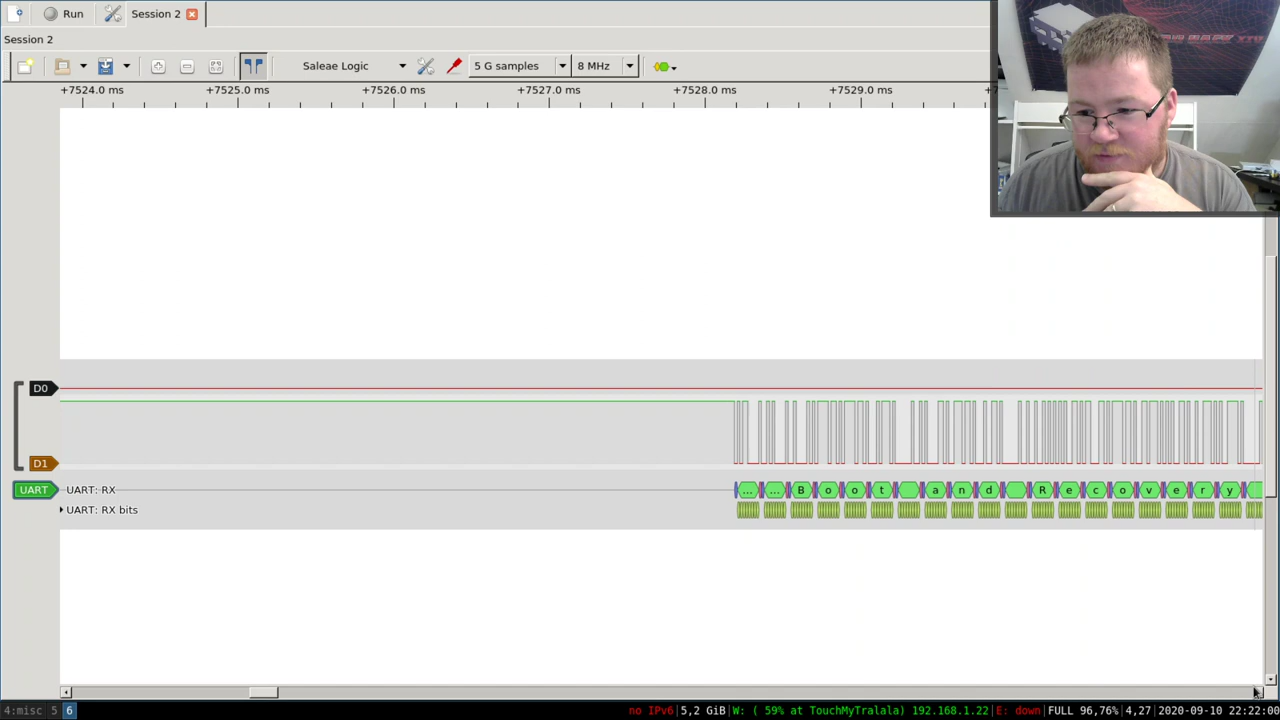 Run
Session 2
Session 2
Saleae Logic
5 G samples
8 MHz
+7524.0 ms
+7525.0 ms
+7526.0 ms
+7527.0 ms
+7528.0 ms
+7529.0 ms
D0
D1
UART
UART: RX
... ... B o o t a n d R e c o v e r y
UART: RX bits
4:misc 5 6
no IPv6|5,2 GiB|W: ( 59% at TouchMyTralala) 192.168.1.22|E: down|FULL 96,76%|4,27|2020-09-10 22:22:00